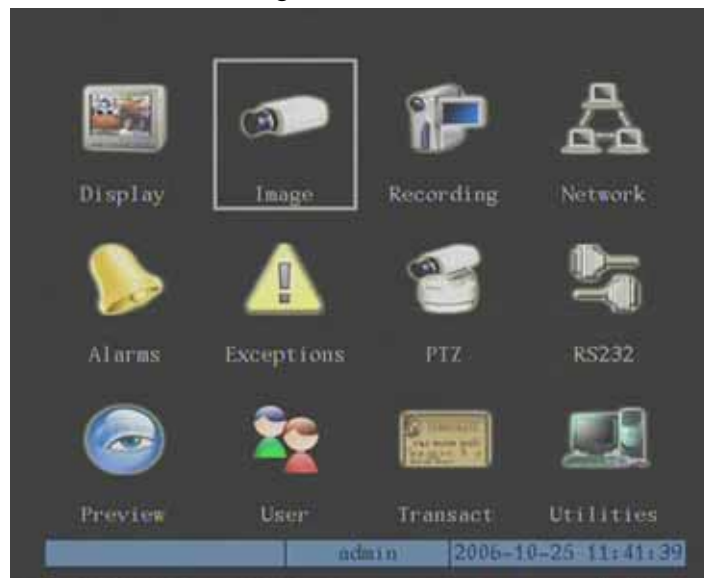 Display Image Recording Network
Alarms Exceptions PTZ RS232
Preview User Transact Utilities
admin 2006-10-25 11:41:39